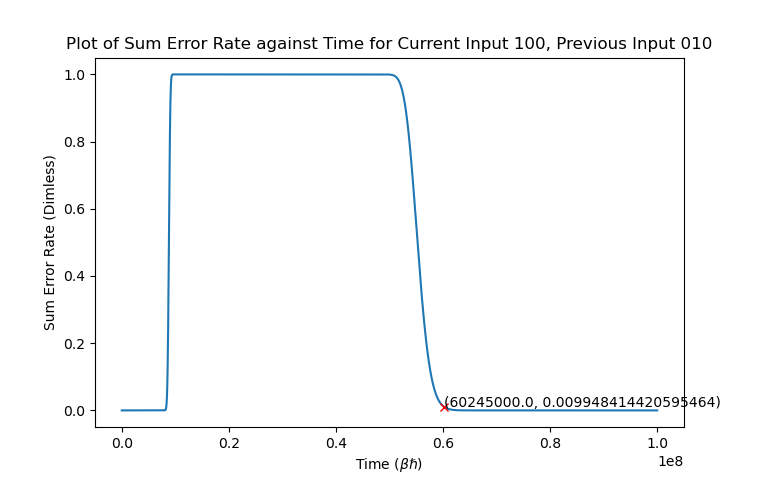 Plot of Sum Error Rate against Time for Current Input 100, Previous Input 010
Sum Error Rate (Dimless)
1.0
0.8
0.6
0.4
0.2
0.0
(60245000.0, 0.009948414420595464)
0.0 0.2 0.4 0.6 0.8 1.0
1e8
Time (βħ)